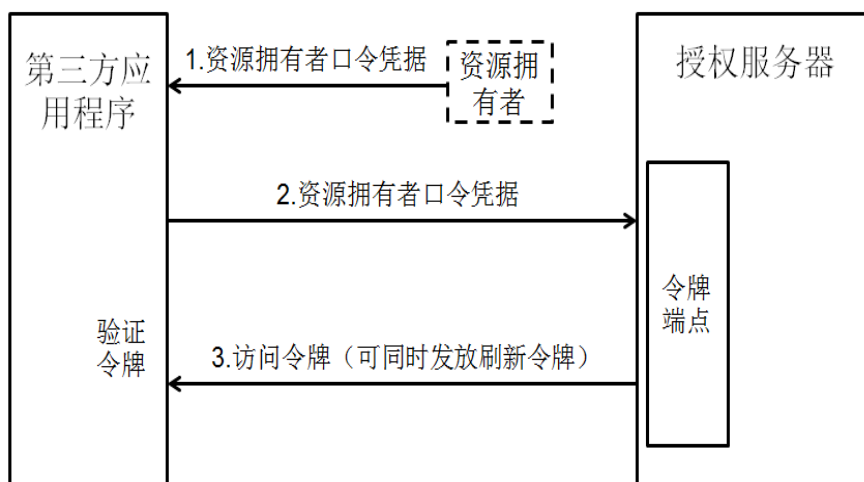 第三方应
用程序
1.资源拥有者口令凭据
资源拥
有者
授权服务器
2.资源拥有者口令凭据
令牌
端点
验证
令牌
3.访问令牌（可同时发放刷新令牌）